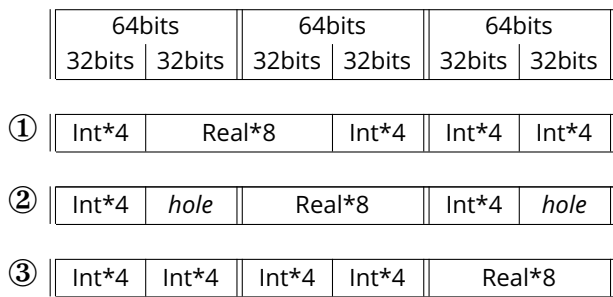 64bits 64bits 64bits
32bits 32bits 32bits 32bits 32bits 32bits
① Int*4 Real*8 Int*4 Int*4 Int*4
② Int*4 hole Real*8 Int*4 hole
③ Int*4 Int*4 Int*4 Int*4 Real*8